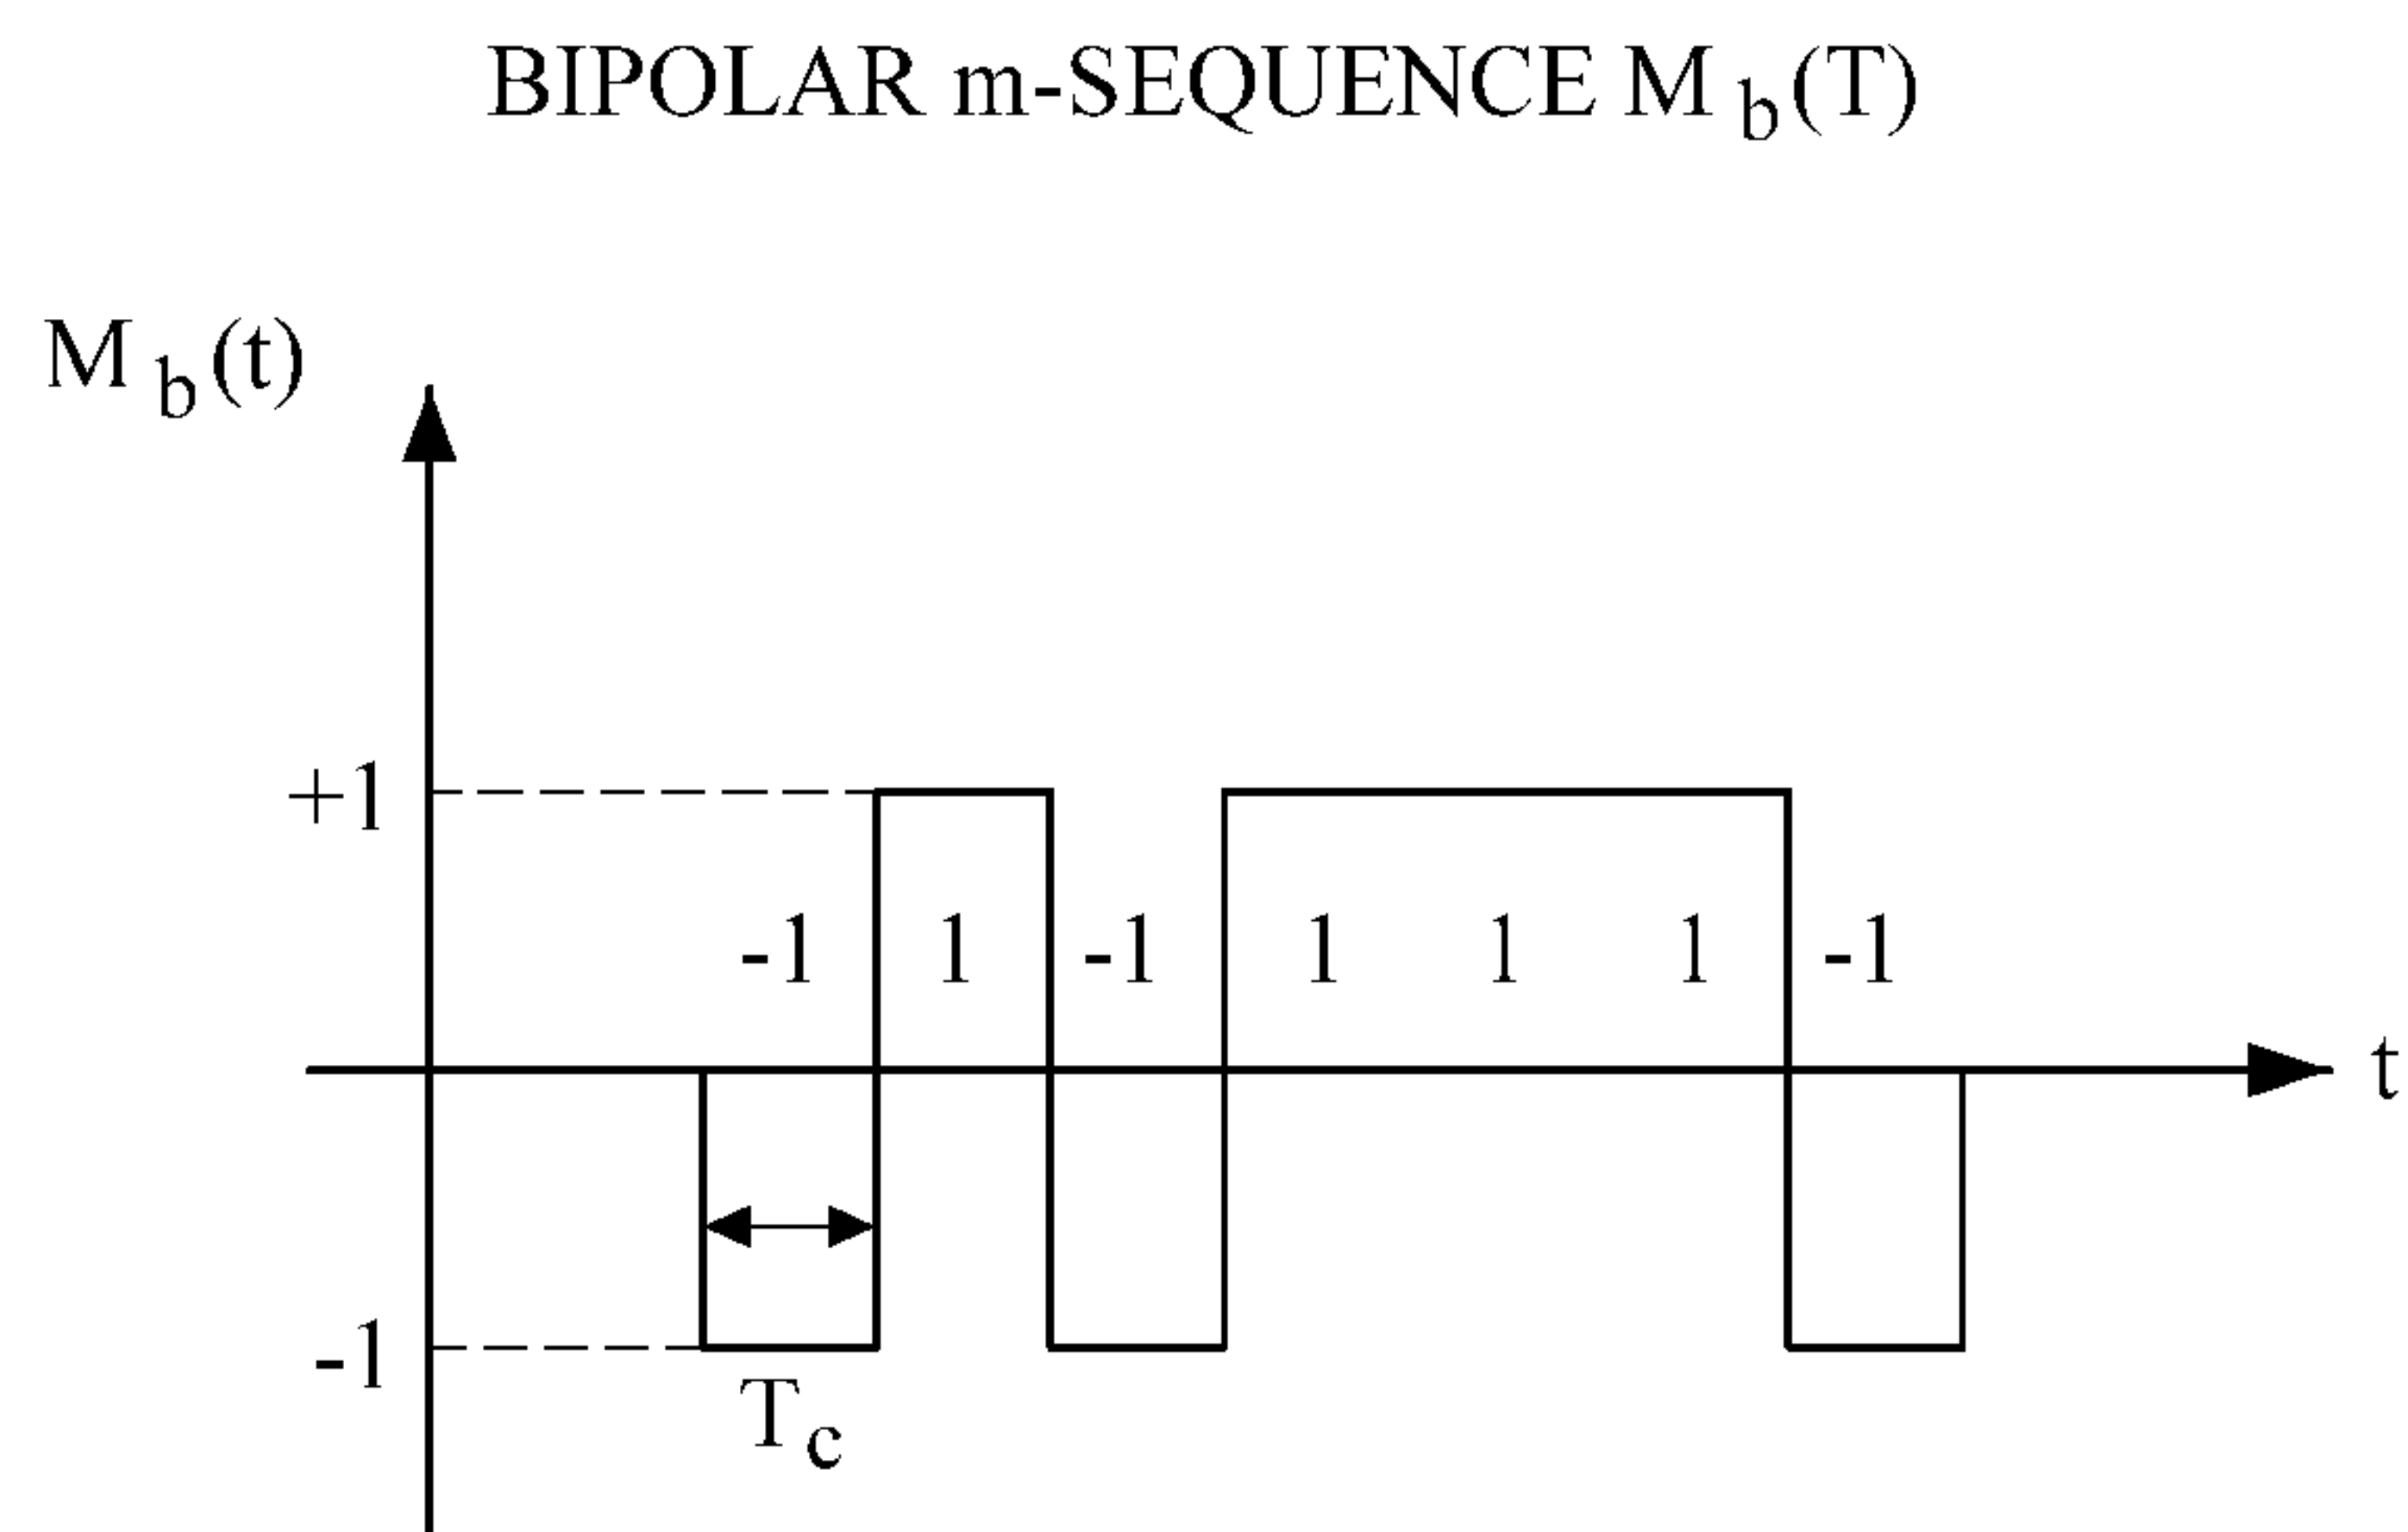 BIPOLAR m-SEQUENCE M b(T)
M b(t)
+1
-1 1 -1 1 1 1 -1
t
-1
Tc